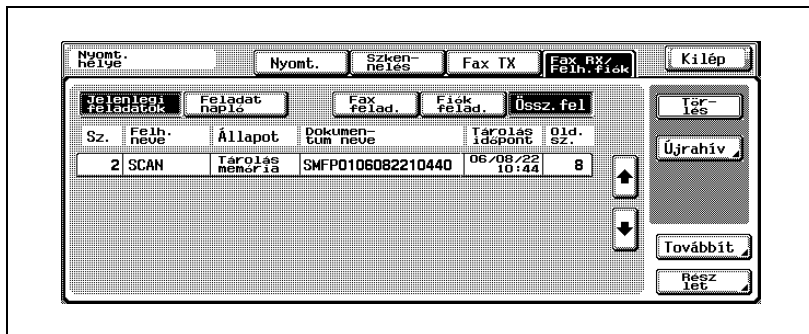 Nyomt.
helye
Nyomt.
Szken-
nelés
Fax TX
Fax RX/
Felh.fiók
Kilép
Jelenlegi
feladatok
Feladat
napló
Fax
felad.
Fiók
felad.
Össz.fel
Tör-
lés
Sz.
Felh.
neve
Állapot
Dokumen-
tum neve
Tárolás
időpont
Old.
sz.
Újrahív
2 SCAN
Tárolás
memória
SMFP0106082210440
06/08/22
10:44
8
Továbbít
Rész
let